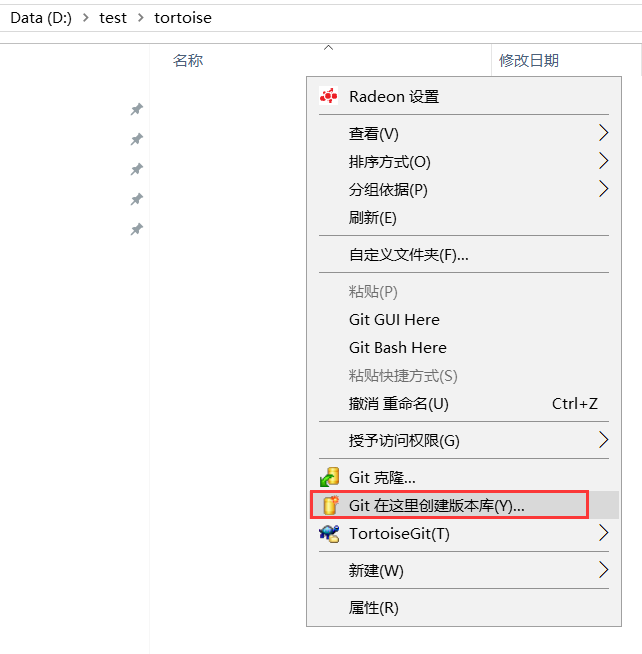 Data (D:) > test > tortoise
名称 修改日期
Radeon 设置
查看(V)
排序方式(O)
分组依据(P)
刷新(E)
自定义文件夹(F)...
粘贴(P)
Git GUI Here
Git Bash Here
粘贴快捷方式(S)
撤消 重命名(U) Ctrl+Z
授予访问权限(G)
Git 克隆...
Git 在这里创建版本库(Y)...
TortoiseGit(T)
新建(W)
属性(R)